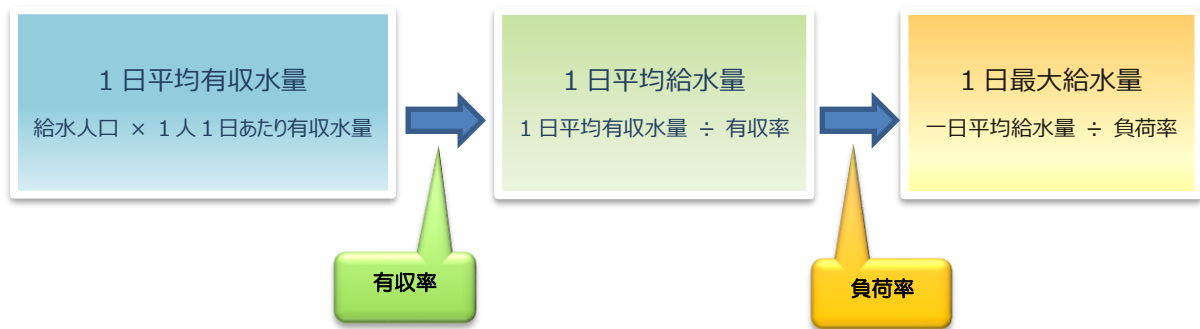 1日平均有収水量
給水人口 × 1人1日あたり有収水量
1日平均給水量
1日平均有収水量 ÷ 有収率
1日最大給水量
一日平均給水量 ÷ 負荷率
有収率
負荷率